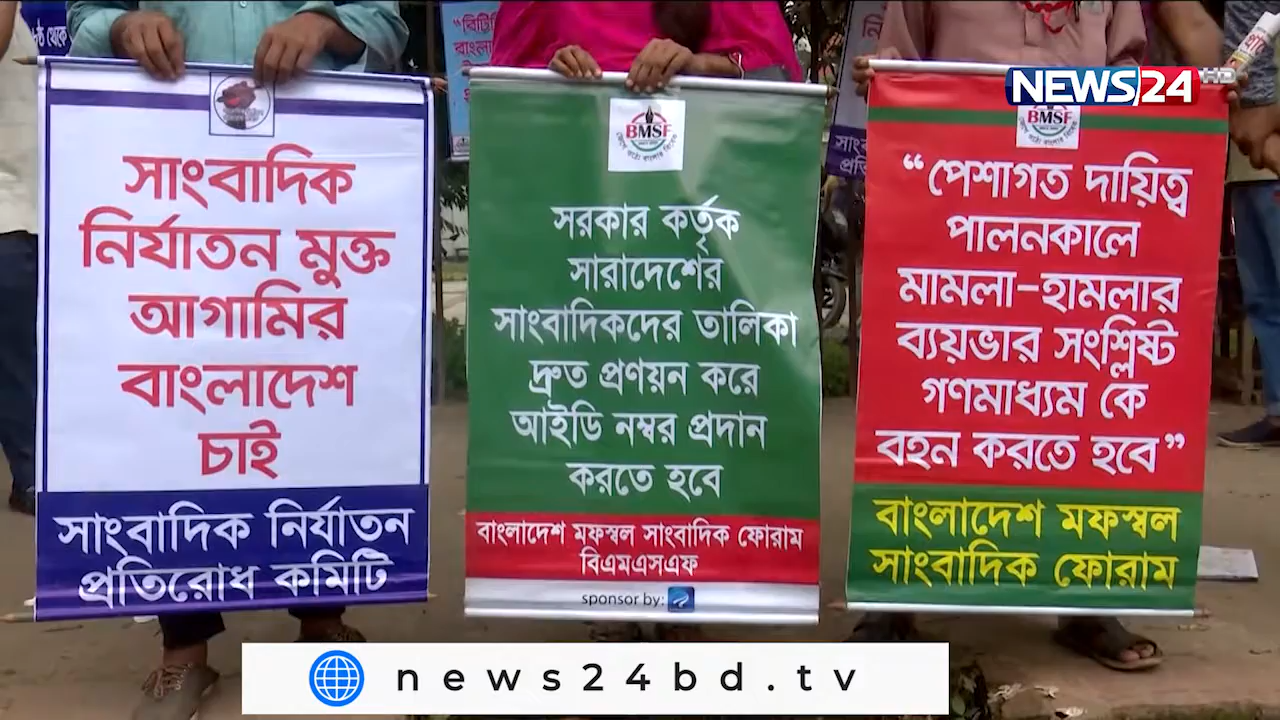 NEWS24 HD
সাংবাদিক
নির্যাতন মুক্ত
আগামির
বাংলাদেশ
চাই
সাংবাদিক নির্যাতন
প্রতিরোধ কমিটি
BMSF
সরকার কর্তৃক
সারাদেশের
সাংবাদিকদের তালিকা
দ্রুত প্রণয়ন করে
আইডি নম্বর প্রদান
করতে হবে
বাংলাদেশ মফস্বল সাংবাদিক ফোরাম
বিএমএসএফ
sponsor by:
BMSF
“পেশাগত দায়িত্ব
পালনকালে
মামলা-হামলার
ব্যয়ভার সংশ্লিষ্ট
গণমাধ্যম কে
বহন করতে হবে”
বাংলাদেশ মফস্বল
সাংবাদিক ফোরাম
news24bd.tv